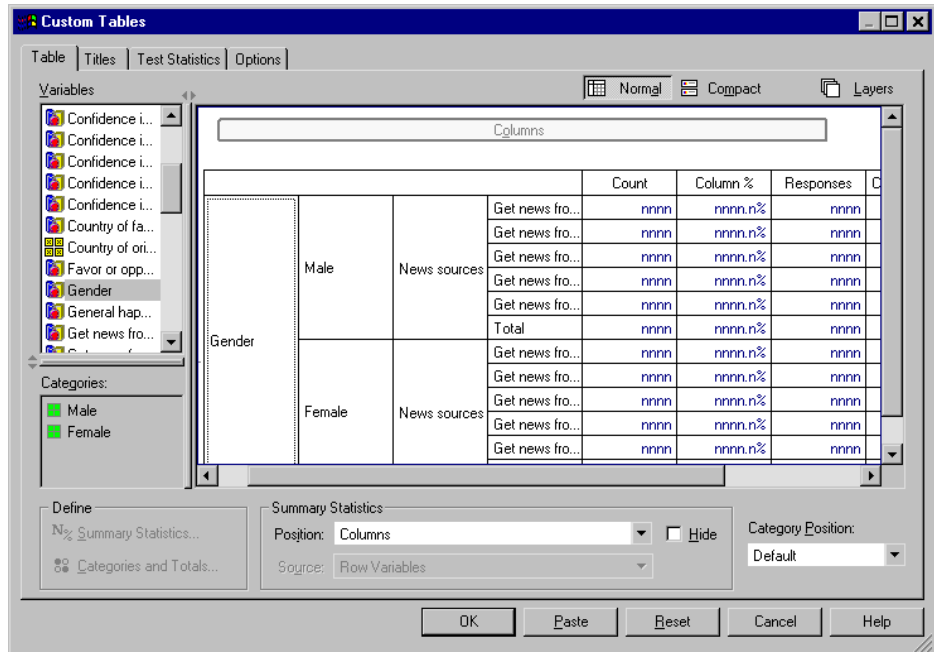 Custom Tables
Table Titles Test Statistics Options
Variables
Normal Compact Layers
Confidence i...
Confidence i...
Confidence i...
Confidence i...
Confidence i...
Country of fa...
Country of ori...
Favor or opp...
Gender
General hap...
Get news fro...
Categories:
Male
Female
Columns
Count Column % Responses C
Gender
Male
News sources
Get news fro... nnnn nnnn.n% nnnn
Get news fro... nnnn nnnn.n% nnnn
Get news fro... nnnn nnnn.n% nnnn
Get news fro... nnnn nnnn.n% nnnn
Get news fro... nnnn nnnn.n% nnnn
Total nnnn nnnn.n% nnnn
Female
News sources
Get news fro... nnnn nnnn.n% nnnn
Get news fro... nnnn nnnn.n% nnnn
Get news fro... nnnn nnnn.n% nnnn
Get news fro... nnnn nnnn.n% nnnn
Get news fro... nnnn nnnn.n% nnnn
Define
N% Summary Statistics...
Categories and Totals...
Summary Statistics
Position: Columns Hide
Source: Row Variables
Category Position:
Default
OK Paste Reset Cancel Help